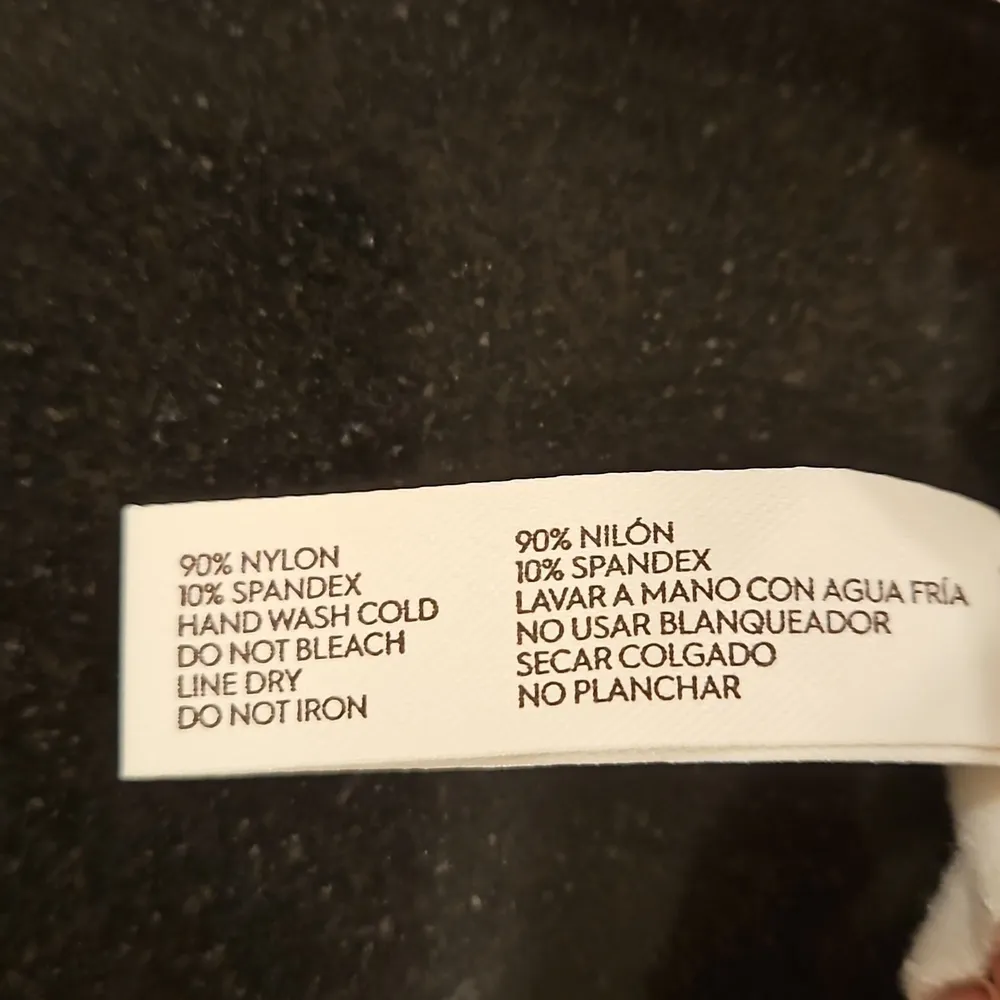 90% NYLON
10% SPANDEX
HAND WASH COLD
DO NOT BLEACH
LINE DRY
DO NOT IRON
90% NILÓN
10% SPANDEX
LAVAR A MANO CON AGUA FRÍA
NO USAR BLANQUEADOR
SECAR COLGADO
NO PLANCHAR